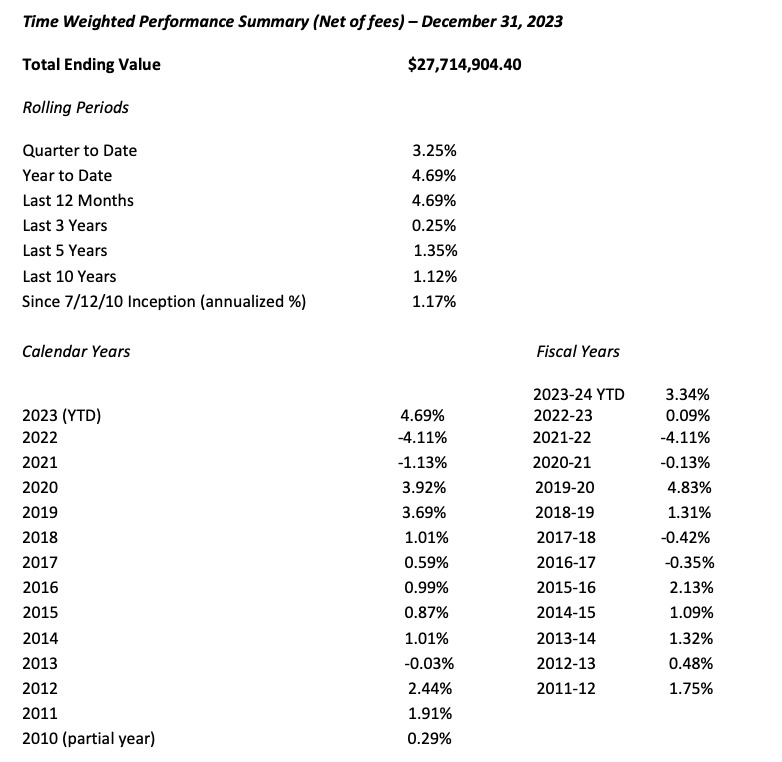 Time Weighted Performance Summary (Net of fees) – December 31, 2023
Total Ending Value $27,714,904.40
Rolling Periods
Quarter to Date 3.25%
Year to Date 4.69%
Last 12 Months 4.69%
Last 3 Years 0.25%
Last 5 Years 1.35%
Last 10 Years 1.12%
Since 7/12/10 Inception (annualized %) 1.17%
Calendar Years Fiscal Years
2023-24 YTD 3.34%
2023 (YTD) 4.69% 2022-23 0.09%
2022 -4.11% 2021-22 -4.11%
2021 -1.13% 2020-21 -0.13%
2020 3.92% 2019-20 4.83%
2019 3.69% 2018-19 1.31%
2018 1.01% 2017-18 -0.42%
2017 0.59% 2016-17 -0.35%
2016 0.99% 2015-16 2.13%
2015 0.87% 2014-15 1.09%
2014 1.01% 2013-14 1.32%
2013 -0.03% 2012-13 0.48%
2012 2.44% 2011-12 1.75%
2011 1.91%
2010 (partial year) 0.29%